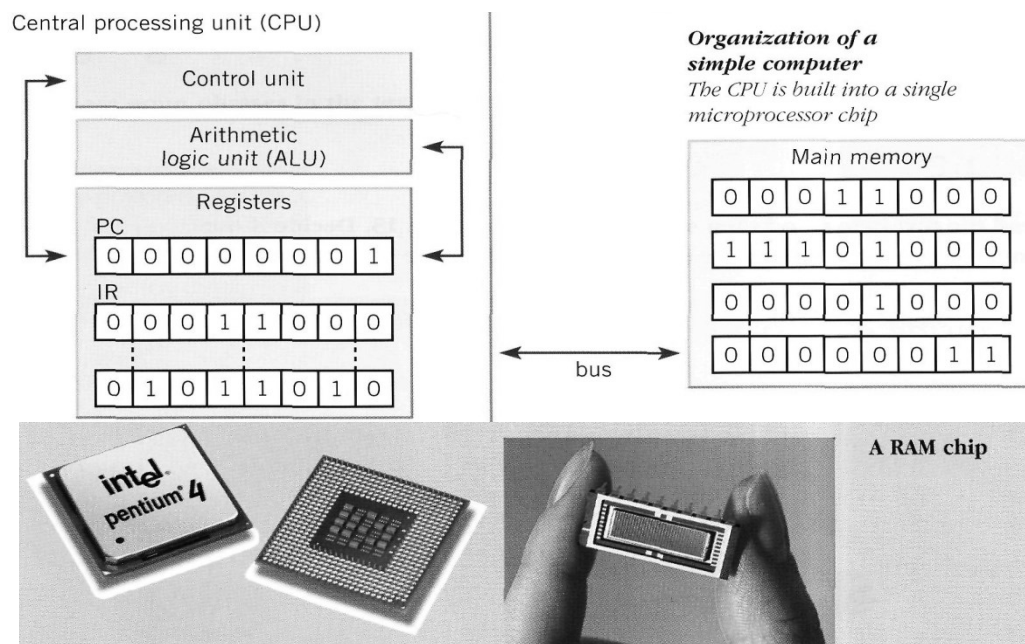 Central processing unit (CPU)
Control unit
Arithmetic
logic unit (ALU)
Registers
PC
0 0 0 0 0 0 0 1
IR
0 0 0 1 1 0 0 0
0 1 0 1 1 0 1 0
bus
Organization of a
simple computer
The CPU is built into a single
microprocessor chip
Main memory
0 0 0 1 1 0 0 0
1 1 1 0 1 0 0 0
0 0 0 0 1 0 0 0
0 0 0 0 0 0 1 1
intel.
pentium® 4
A RAM chip